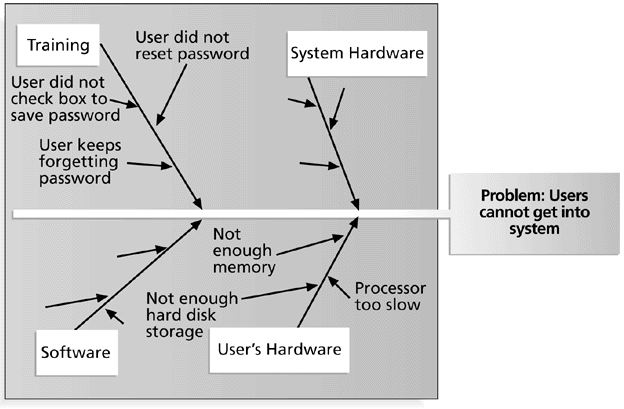 Training
User did not
reset password
System Hardware
User did not
check box to
save password
User keeps
forgetting
password
Problem: Users
cannot get into
system
Not
enough
memory
Not enough
hard disk
storage
Processor
too slow
Software
User's Hardware